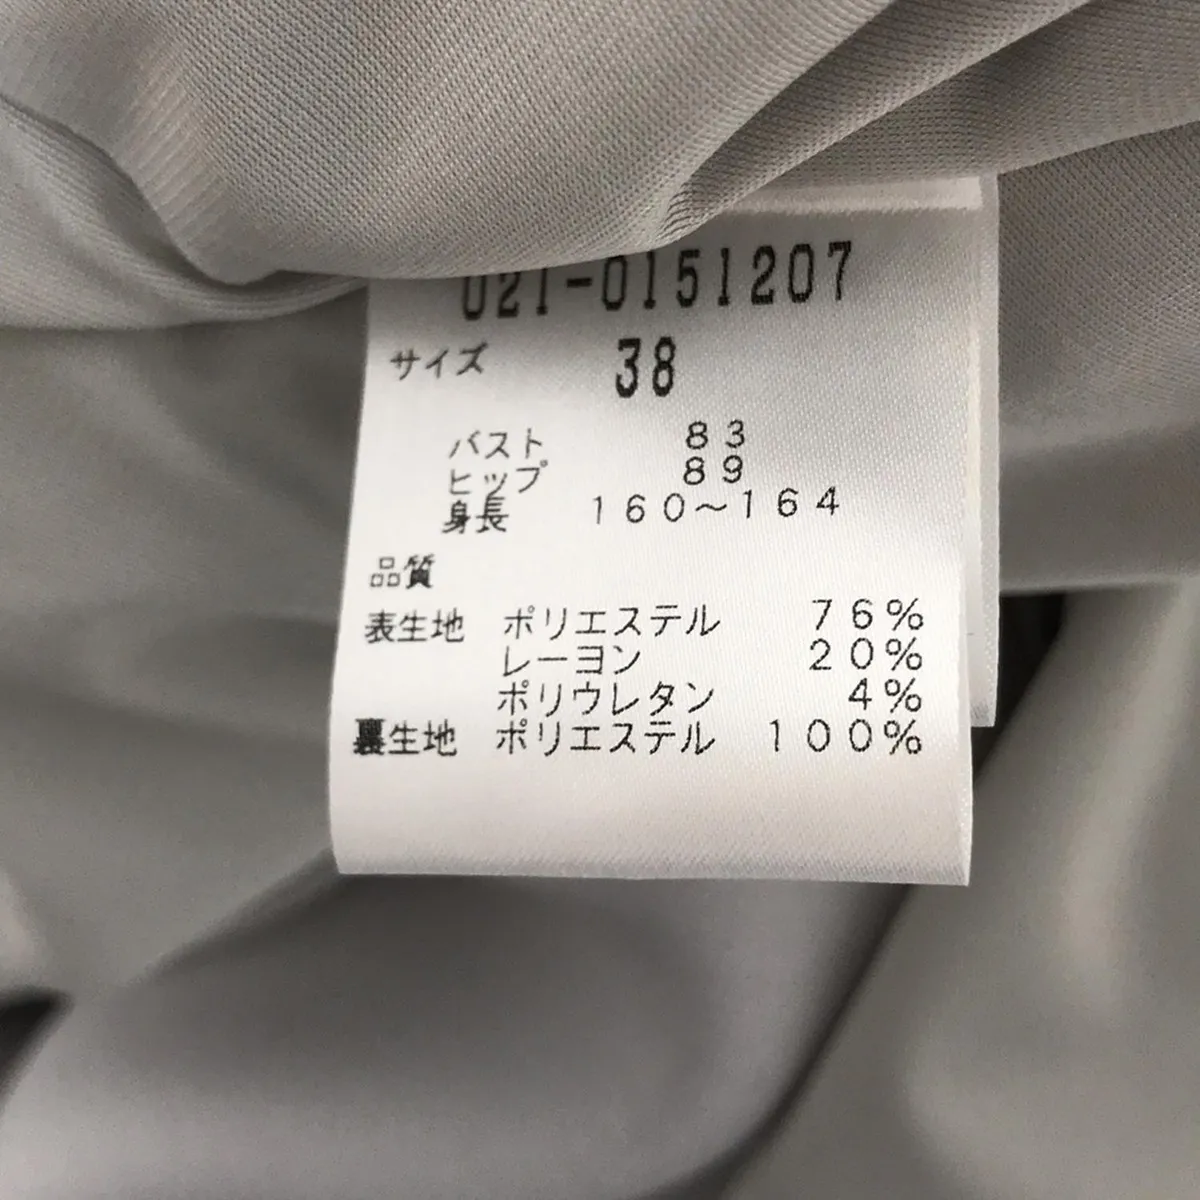 021-0151207
サイズ 38
バスト 83
ヒップ 89
身長 160~164
品質
表生地 ポリエステル 76%
レーヨン 20%
ポリウレタン 4%
裏生地 ポリエステル 100%